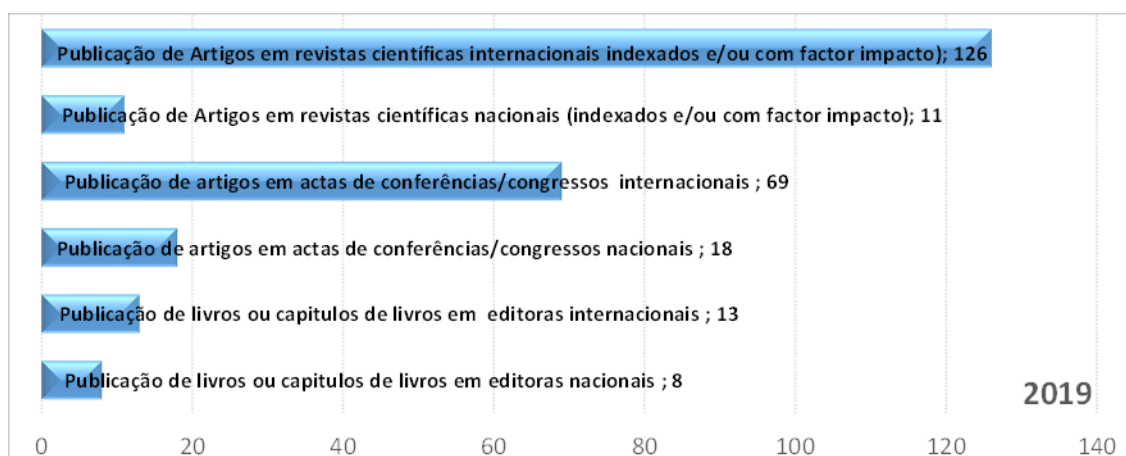 Publicação de Artigos em revistas científicas internacionais indexados e/ou com factor impacto); 126
Publicação de Artigos em revistas científicas nacionais (indexados e/ou com factor impacto); 11
Publicação de artigos em actas de conferências/congressos internacionais ; 69
Publicação de artigos em actas de conferências/congressos nacionais ; 18
Publicação de livros ou capitulos de livros em editoras internacionais ; 13
Publicação de livros ou capitulos de livros em editoras nacionais ; 8
2019
0 20 40 60 80 100 120 140